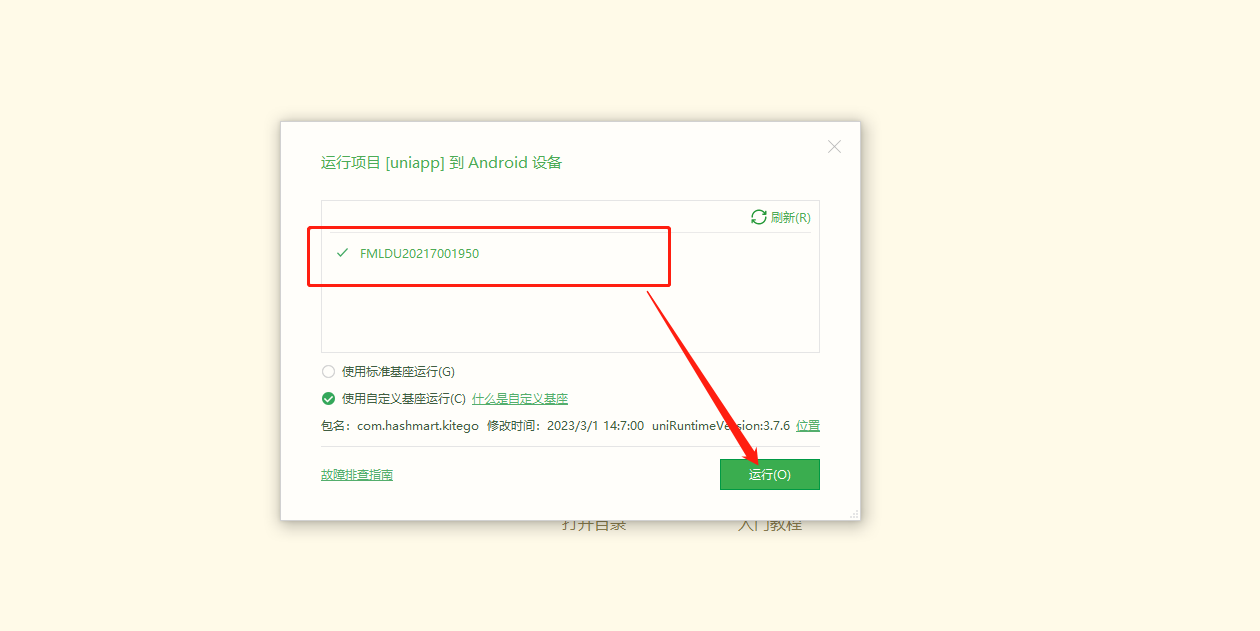 运行项目 [uniapp] 到 Android 设备
刷新(R)
FMLDU20217001950
使用标准基座运行(G)
使用自定义基座运行(C) 什么是自定义基座
包名：com.hashmart.kitego 修改时间：2023/3/1 14:7:00 uniRuntimeVersion:3.7.6 位置
故障排查指南 运行(O)
打开目录 入门教程